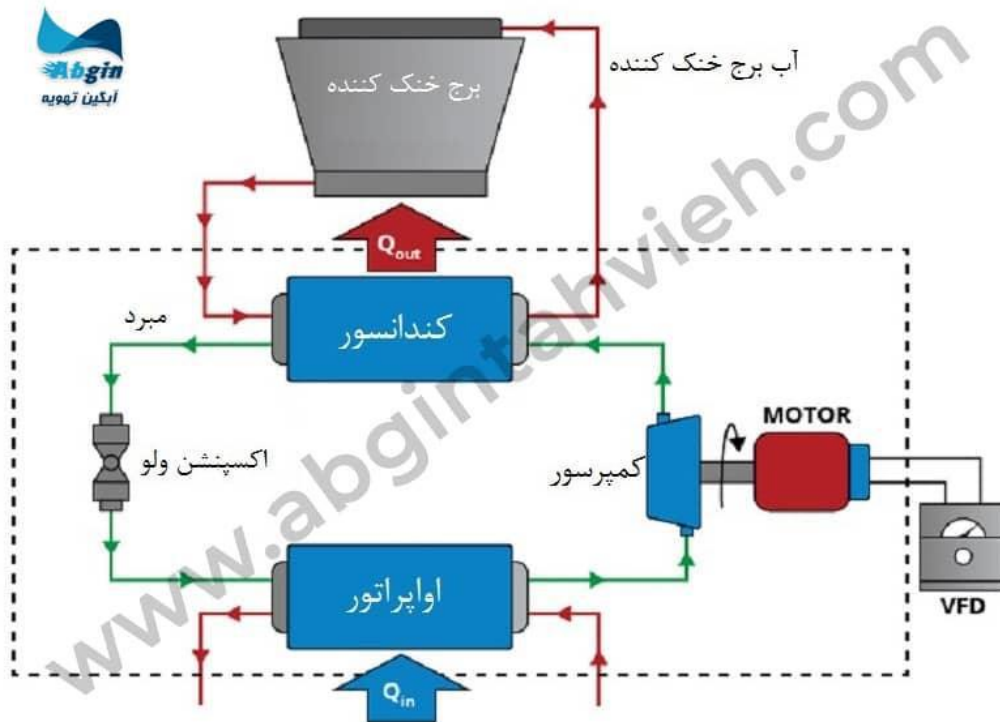 Abgin
آبگین تهویه
برج خنک کننده
آب برج خنک کننده
Qout
کندانسور
مبرد
اکسپنشن ولو
MOTOR
کمپرسور
اواپراتور
VFD
Qin
www.abgintahvieh.com